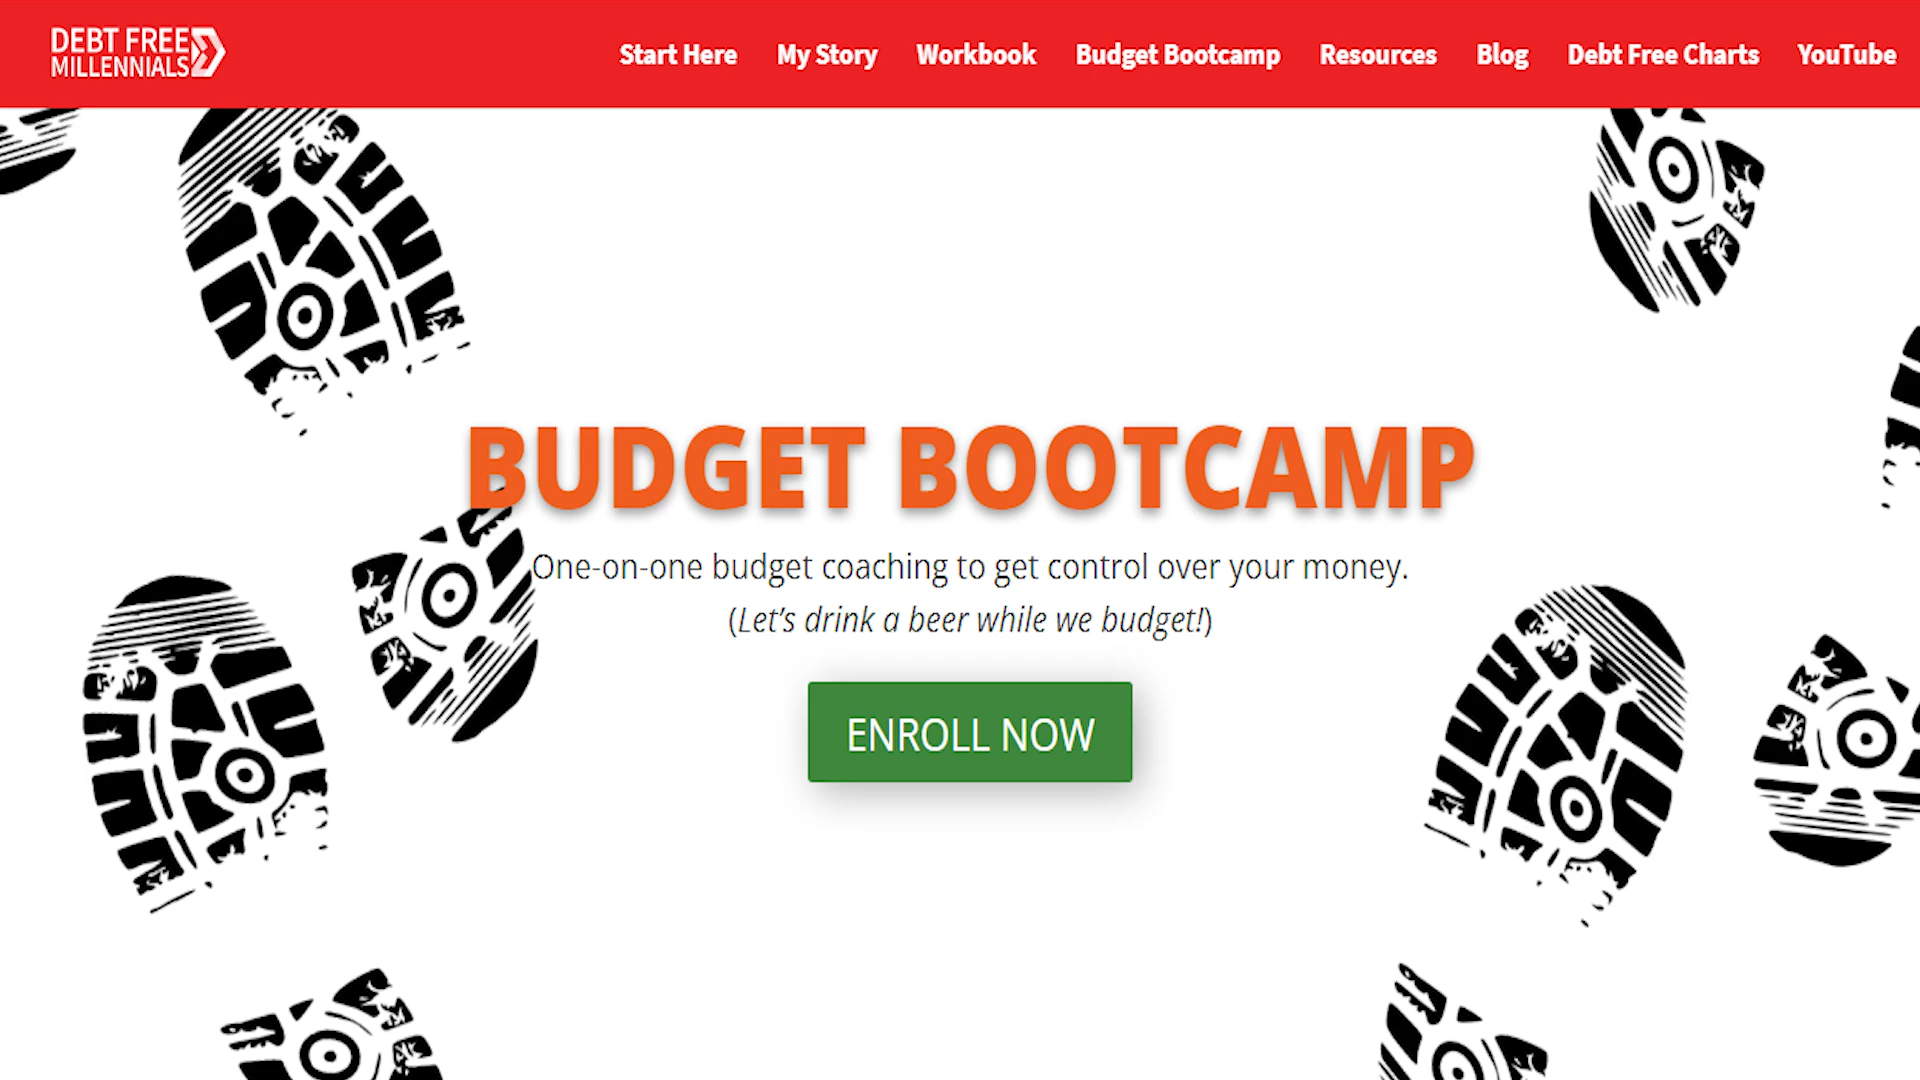 DEBT FREE
MILLENNIALS
Start Here My Story Workbook Budget Bootcamp Resources Blog Debt Free Charts YouTube
BUDGET BOOTCAMP
One-on-one budget coaching to get control over your money.
(Let's drink a beer while we budget!)
ENROLL NOW